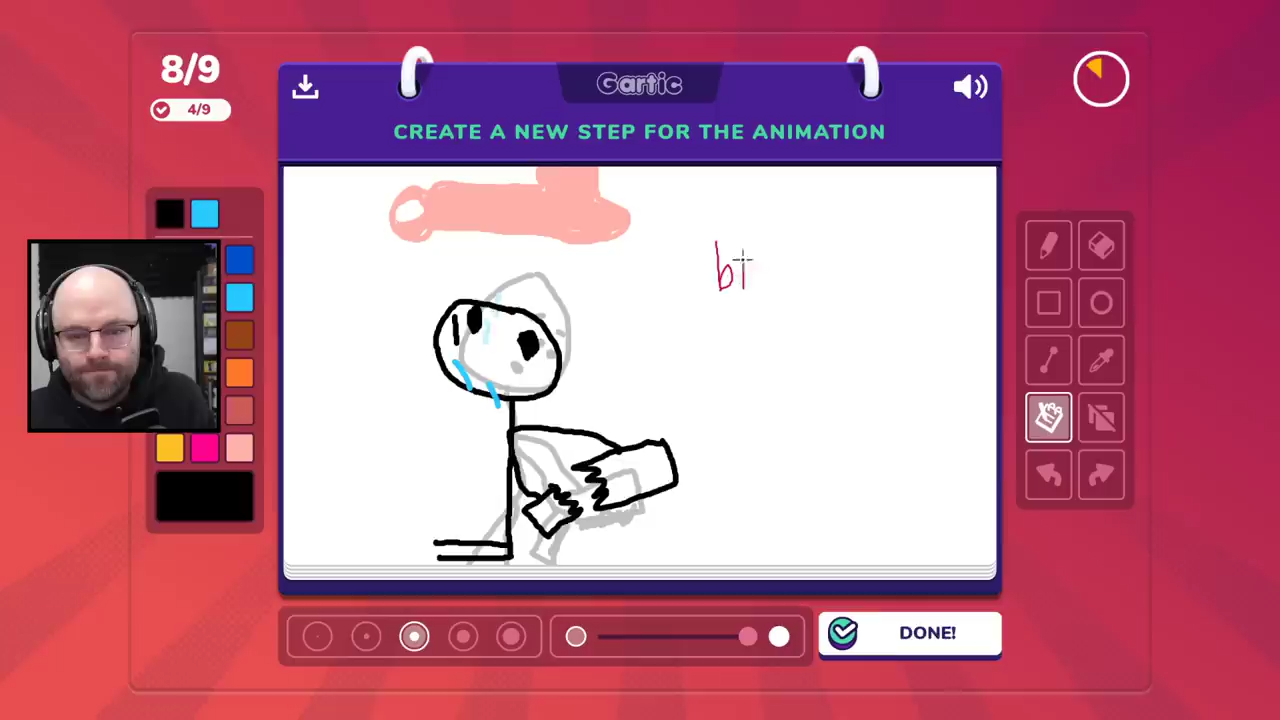 8/9
4/9
Gartic
CREATE A NEW STEP FOR THE ANIMATION
bi
DONE!